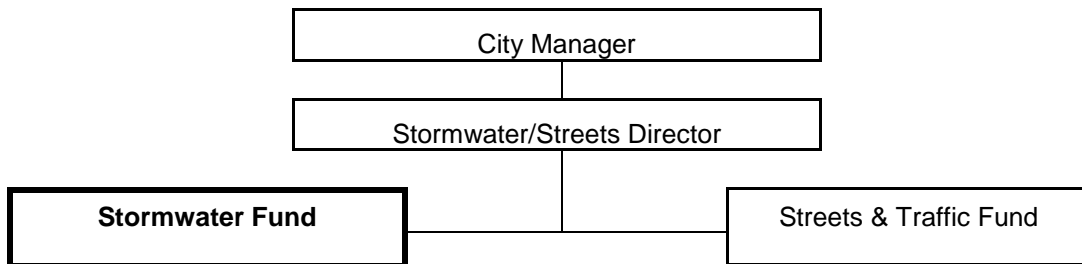 City Manager
Stormwater/Streets Director
Stormwater Fund
Streets & Traffic Fund